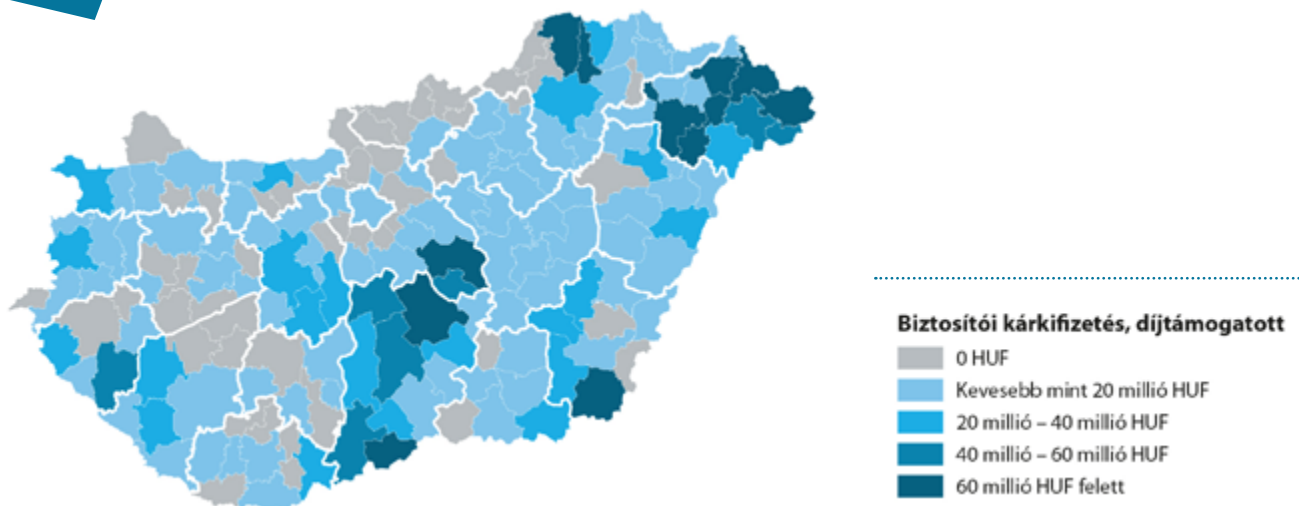 Biztosítói kárkifizetés, díjtámogatott
0 HUF
Kevesebb mint 20 millió HUF
20 millió – 40 millió HUF
40 millió – 60 millió HUF
60 millió HUF felett